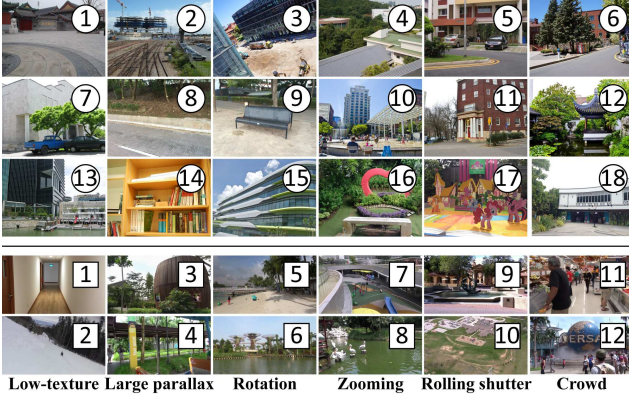 1 2 3 4 5 6
7 8 9 10 11 12
13 14 15 16 17 18
1 3 5 7 9 11
2 4 6 8 10 12
ERSA
Low-texture Large parallax Rotation Zooming Rolling shutter Crowd